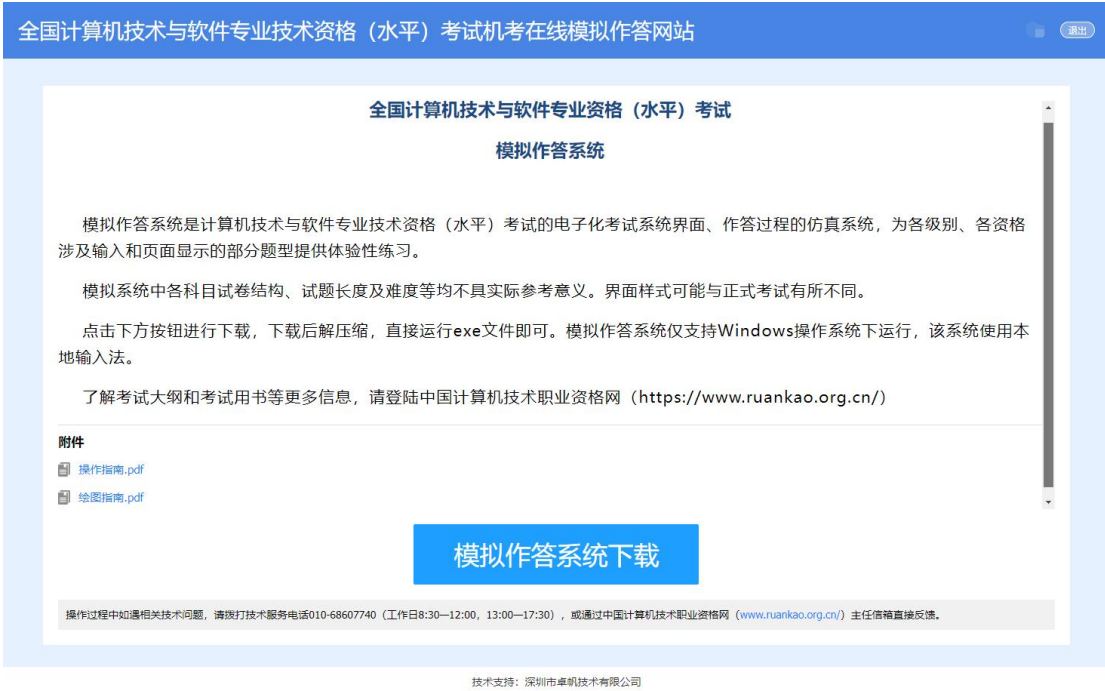 全国计算机技术与软件专业技术资格（水平）考试机考在线模拟作答网站
退出
全国计算机技术与软件专业资格（水平）考试
模拟作答系统
模拟作答系统是计算机技术与软件专业技术资格（水平）考试的电子化考试系统界面、作答过程的仿真系统，为各级别、各资格
涉及输入和页面显示的部分题型提供体验性练习。
模拟系统中各科目试卷结构、试题长度及难度等均不具实际参考意义。界面样式可能与正式考试有所不同。
点击下方按钮进行下载，下载后解压缩，直接运行exe文件即可。模拟作答系统仅支持Windows操作系统下运行，该系统使用本
地输入法。
了解考试大纲和考试用书等更多信息，请登陆中国计算机技术职业资格网（https://www.ruankao.org.cn/）
附件
操作指南.pdf
绘图指南.pdf
模拟作答系统下载
操作过程中如遇相关技术问题，请拨打技术服务电话010-68607740（工作日8:30—12:00，13:00—17:30），或通过中国计算机技术职业资格网（www.ruankao.org.cn/）主任信箱直接反馈。
技术支持：深圳市卓帆技术有限公司